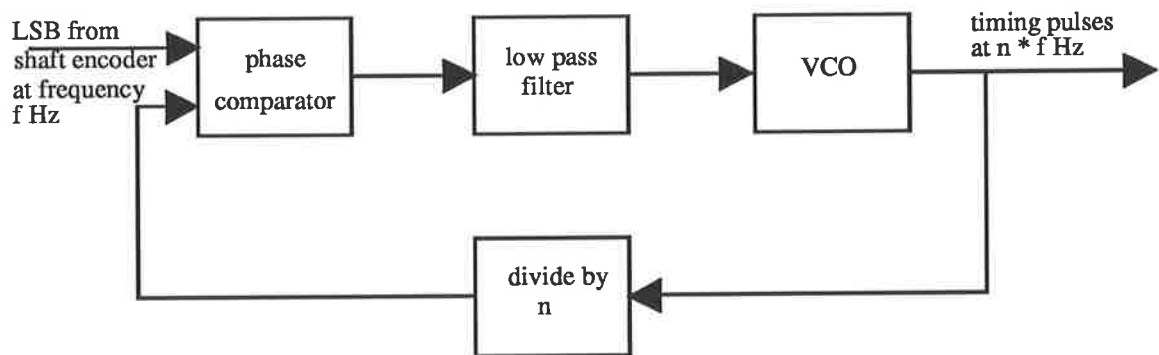 LSB from
shaft encoder
at frequency
f Hz
phase
comparator
low pass
filter
VCO
timing pulses
at n * f Hz
divide by
n